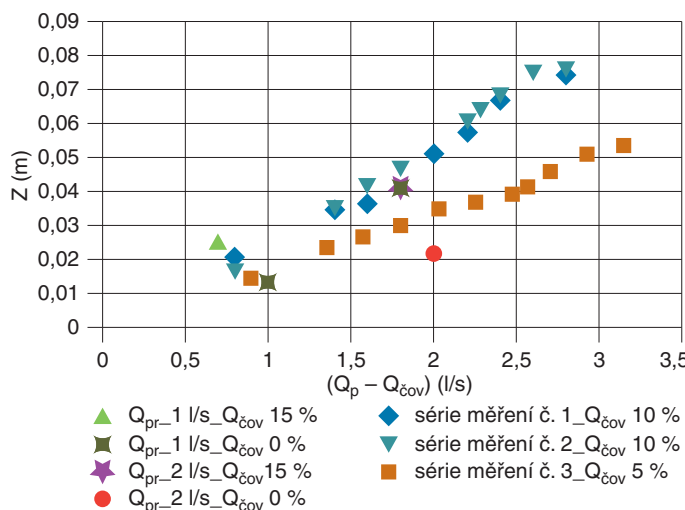 0,09
0,08
0,07
0,06
0,05
0,04
0,03
0,02
0,01
0
Z (m)
0 0,5 1 1,5 2 2,5 3 3,5
(Qp – Qčov) (l/s)
Qpr_1 l/s_Qčov 15 %
Qpr_1 l/s_Qčov 0 %
Qpr_2 l/s_Qčov15 %
Qpr_2 l/s_Qčov 0 %
série měření č. 1_Qčov 10 %
série měření č. 2_Qčov 10 %
série měření č. 3_Qčov 5 %